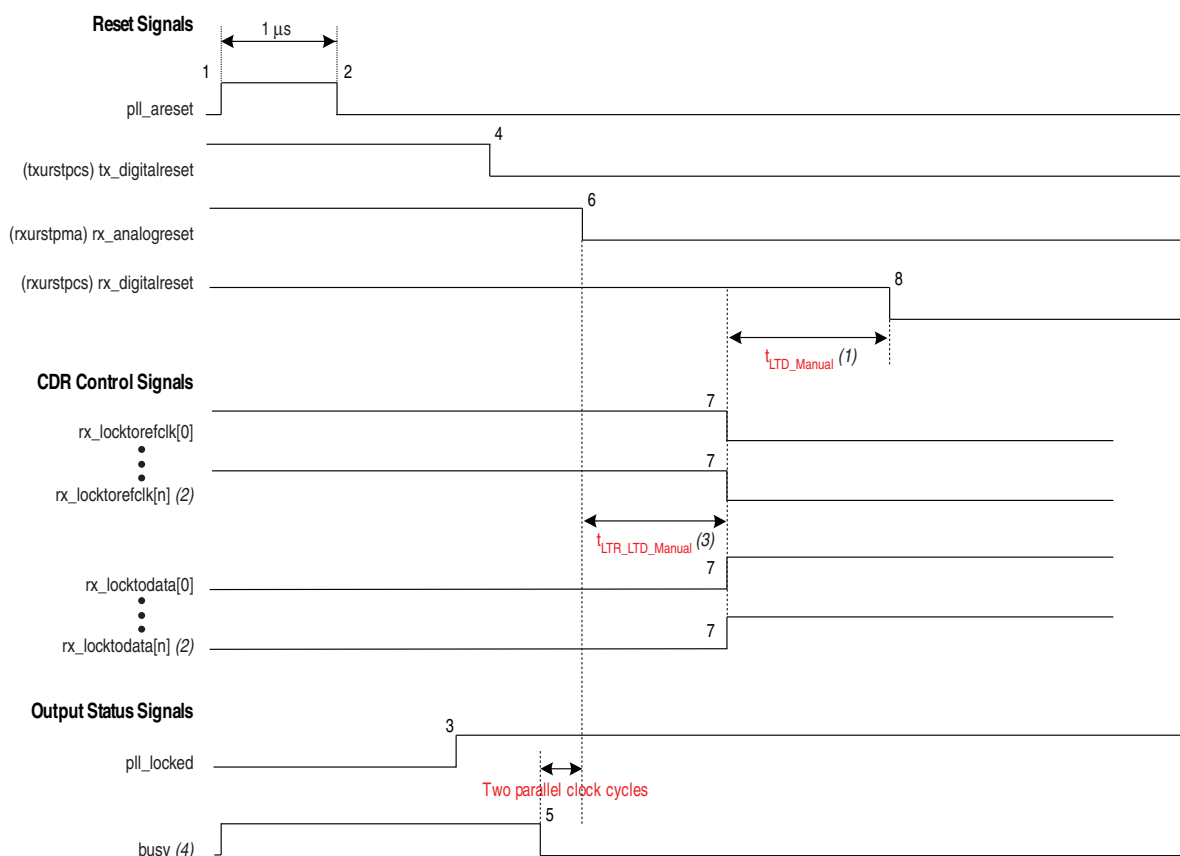 Reset Signals
1 μs
1
2
pll_areset
4
(txurstpcs) tx_digitalreset
6
(rxurstpma) rx_analogreset
(rxurstpcs) rx_digitalreset
8
tLTD_Manual (1)
CDR Control Signals
7
rx_locktorefclk[0]
7
rx_locktorefclk[n] (2)
tLTR_LTD_Manual (3)
7
rx_locktodata[0]
7
rx_locktodata[n] (2)
Output Status Signals
3
pll_locked
Two parallel clock cycles
5
busy (4)